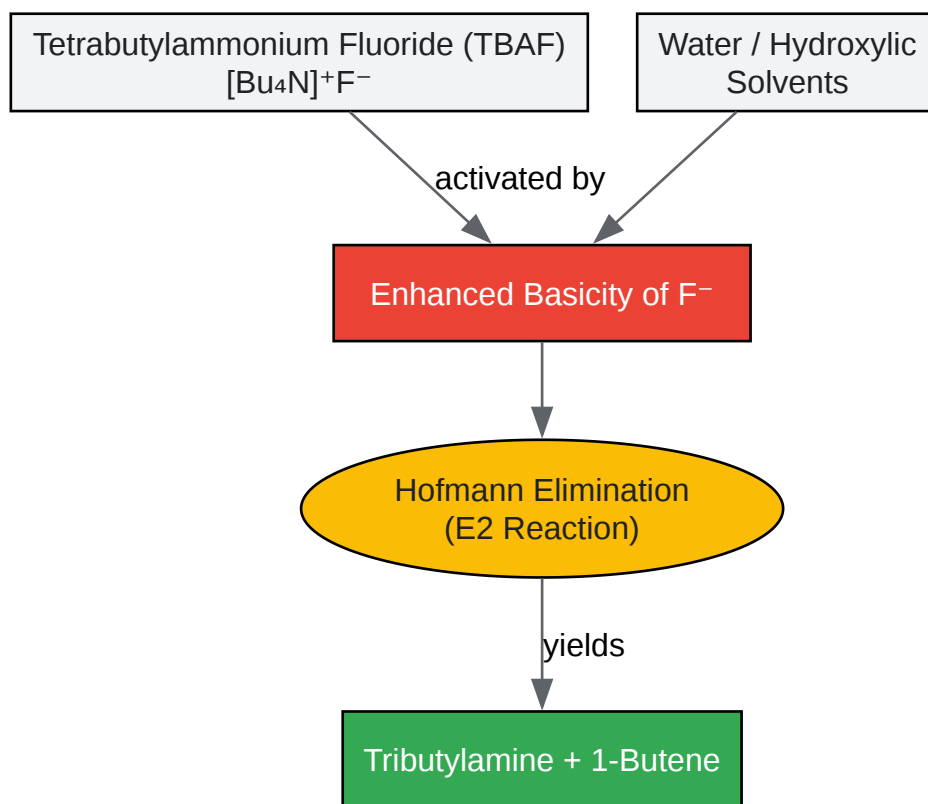 Tetrabutylammonium Fluoride (TBAF)
[Bu₄N]⁺F⁻
Water / Hydroxylic
Solvents
activated by
Enhanced Basicity of F⁻
Hofmann Elimination
(E2 Reaction)
yields
Tributylamine + 1-Butene